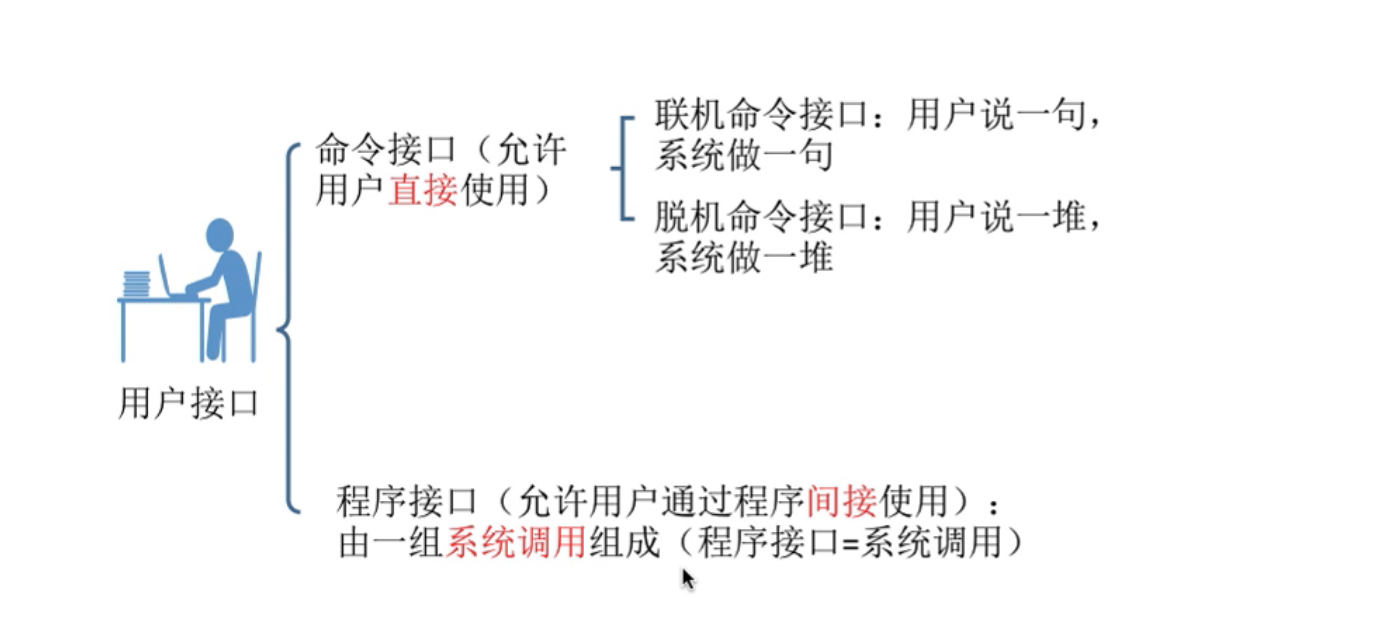 联机命令接口：用户说一句，
系统做一句
命令接口（允许
用户直接使用）
脱机命令接口：用户说一堆，
系统做一堆
用户接口
程序接口（允许用户通过程序间接使用）：
由一组系统调用组成（程序接口=系统调用）